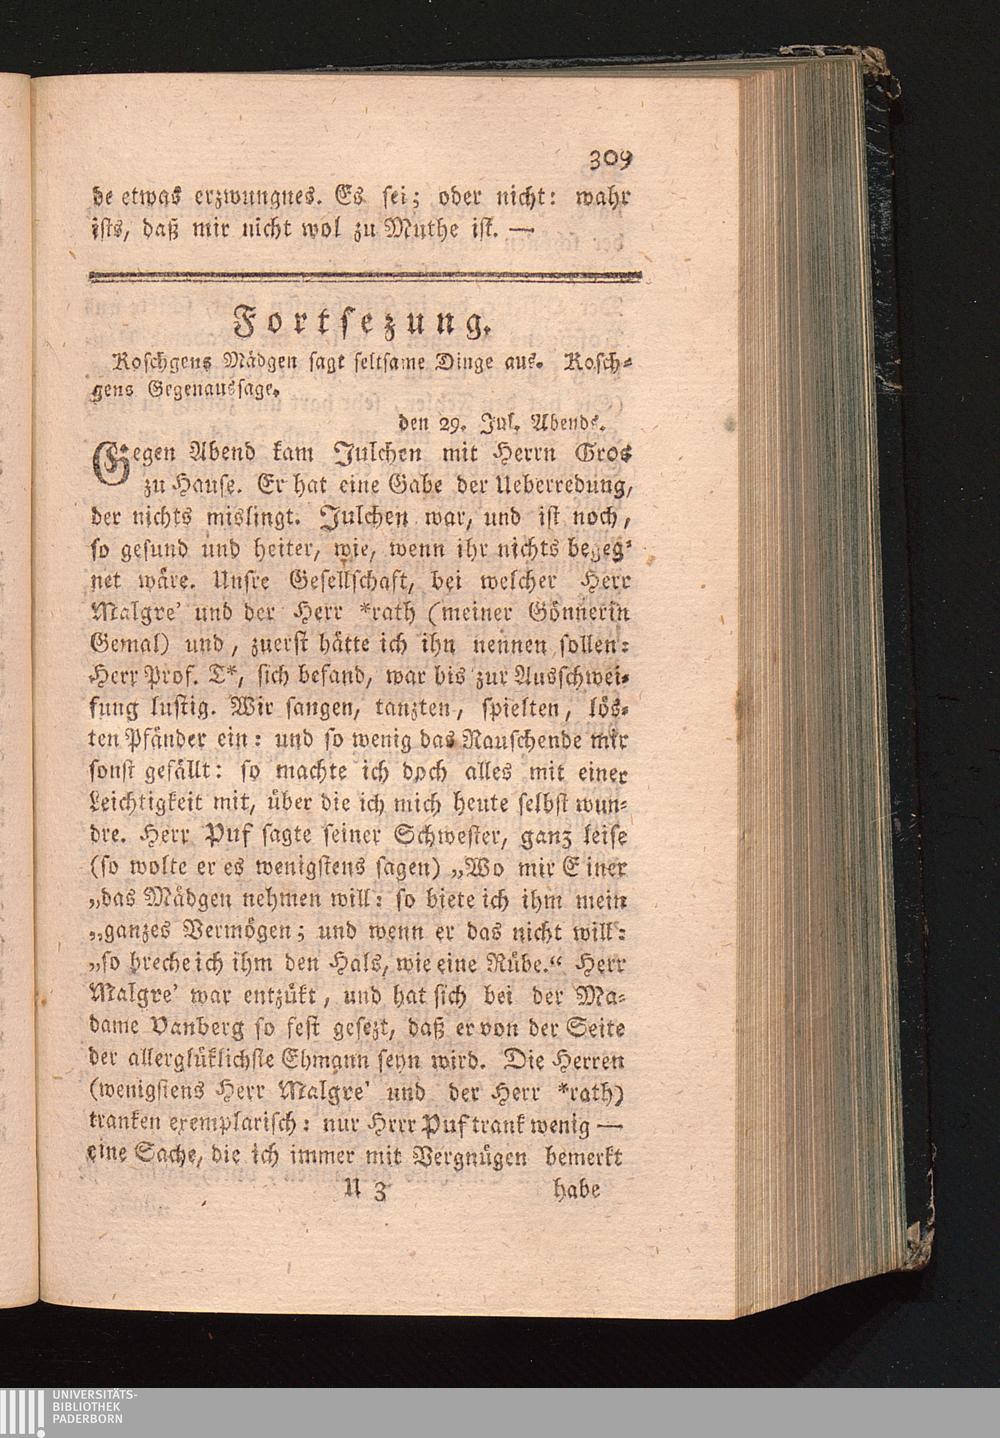 309
de etwas erzwungnes. Es sei; oder nicht: wahr
ists, daß mir nicht wol zu Muthe ist. —
Fortsezung.
Koschgens Mädgen sagt seltsame Dinge aus. Kosch-
gens Gegenaussage.
den 29. Jul. Abends.
Gegen Abend kam Julchen mit Herrn Gros
zu Hause. Er hat eine Gabe der Ueberredung,
der nichts mislingt. Julchen war, und ist noch,
so gesund und heiter, wie, wenn ihr nichts begeg-
net wäre. Unsre Gesellschaft, bei welcher Herr
Malgre' und der Herr *rath (meiner Gönnerin
Gemal) und, zuerst hätte ich ihn nennen sollen:
Herr Prof. T*, sich befand, war bis zur Ausschwei-
fung lustig. Wir sangen, tanzten, spielten, lös-
ten Pfänder ein: und so wenig das Rauschende mir
sonst gefällt: so machte ich doch alles mit einer
Leichtigkeit mit, über die ich mich heute selbst wun-
dre. Herr Puf sagte seiner Schwester, ganz leise
(so wolte er es wenigstens sagen) „Wo mir Einer
„das Mädgen nehmen will: so biete ich ihm mein
„ganzes Vermögen; und wenn er das nicht will:
„so breche ich ihm den Hals, wie eine Rübe.“ Herr
Malgre' war entzükt, und hat sich bei der Ma-
dame Vanberg so fest gesezt, daß er von der Seite
der allerglüklichste Ehmann seyn wird. Die Herren
(wenigstens Herr Malgre' und der Herr *rath)
tranken exemplarisch: nur Herr Puf trank wenig —
eine Sache, die ich immer mit Vergnügen bemerkt
U 3 habe
UNIVERSITÄTS-
BIBLIOTHEK
PADERBORN